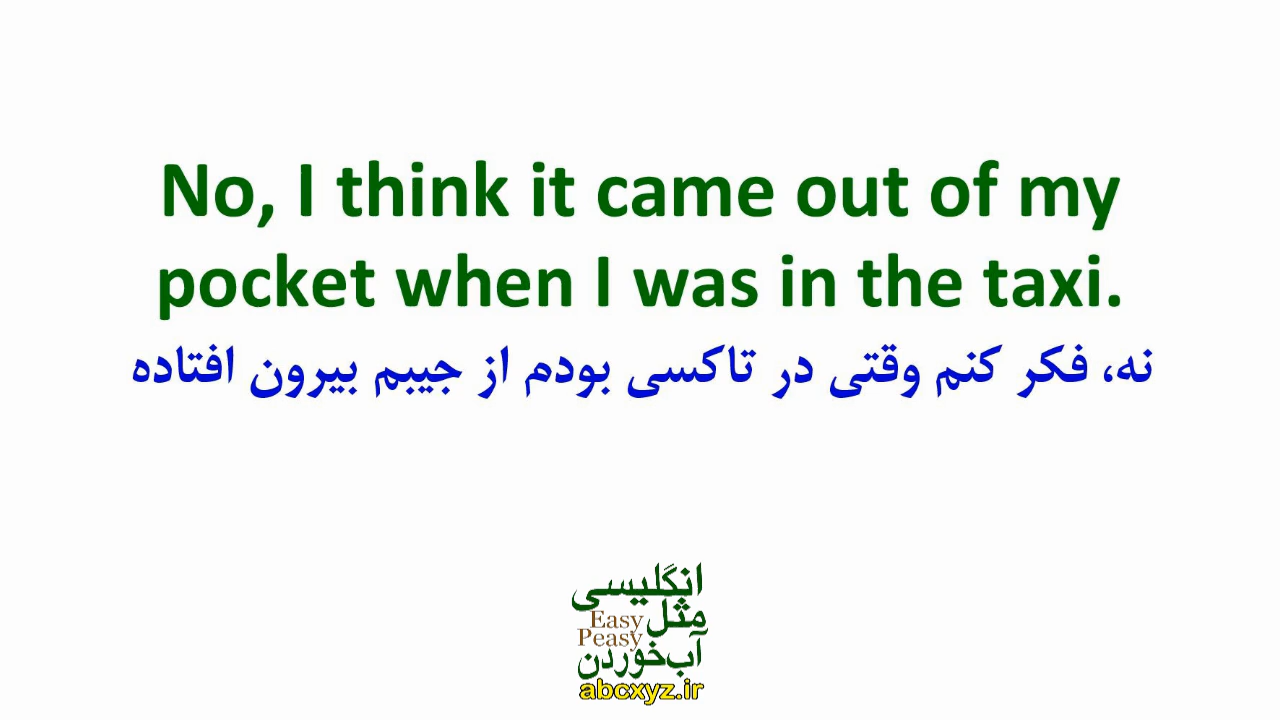 No, I think it came out of my
pocket when I was in the taxi.
نه، فکر کنم وقتی در تاکسی بودم از جیبم بیرون افتاده
انگلیسی
مثل
Easy
Peasy
آب‌خوردن
abcxyz.ir